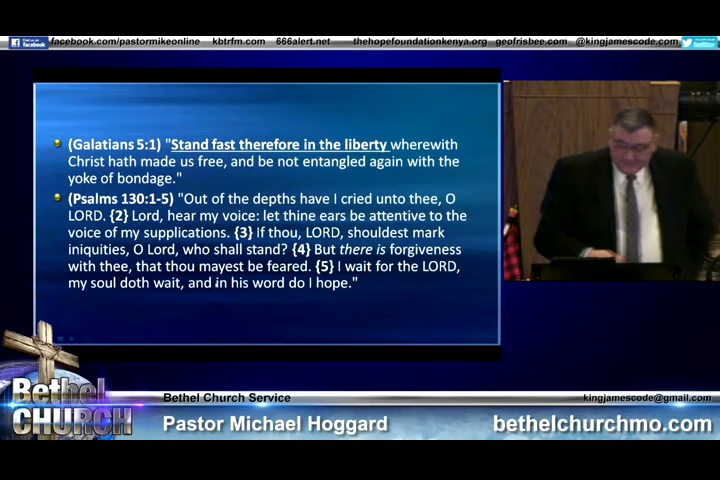 Find us on facebook
facebook.com/pastormikeonline kbtrfm.com 666alert.net thehopefoundationkenya.org geofrisbee.com @kingjamescode.com twitter
(Galatians 5:1) "Stand fast therefore in the liberty wherewith
Christ hath made us free, and be not entangled again with the
yoke of bondage."
(Psalms 130:1-5) "Out of the depths have I cried unto thee, O
LORD. {2} Lord, hear my voice: let thine ears be attentive to the
voice of my supplications. {3} If thou, LORD, shouldest mark
iniquities, O Lord, who shall stand? {4} But there is forgiveness
with thee, that thou mayest be feared. {5} I wait for the LORD,
my soul doth wait, and in his word do I hope."
Bethel
CHURCH
Bethel Church Service
kingjamescode@gmail.com
Pastor Michael Hoggard
bethelchurchmo.com